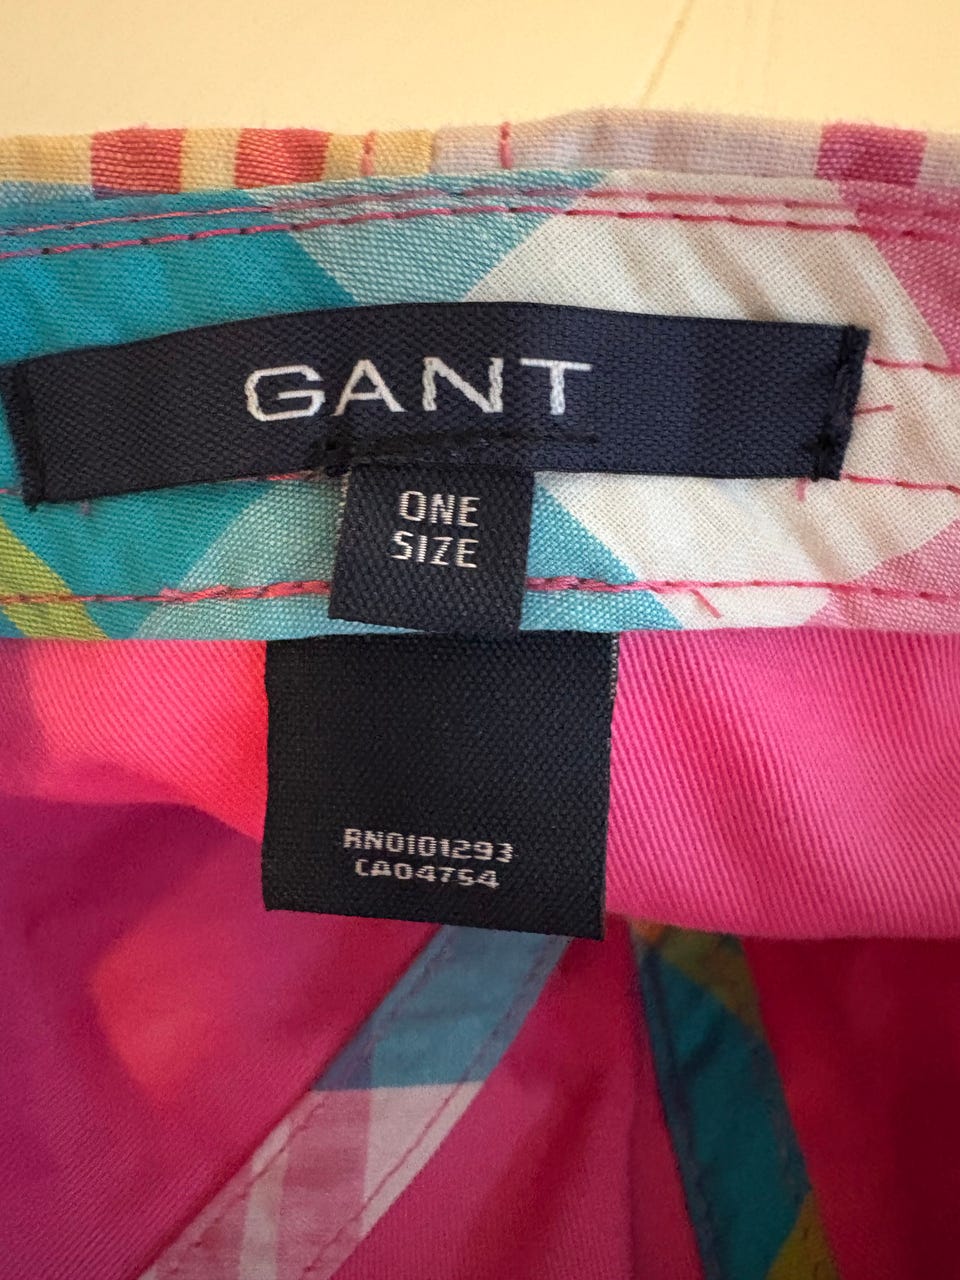 GANT
ONE
SIZE
RN0101293
CA04754